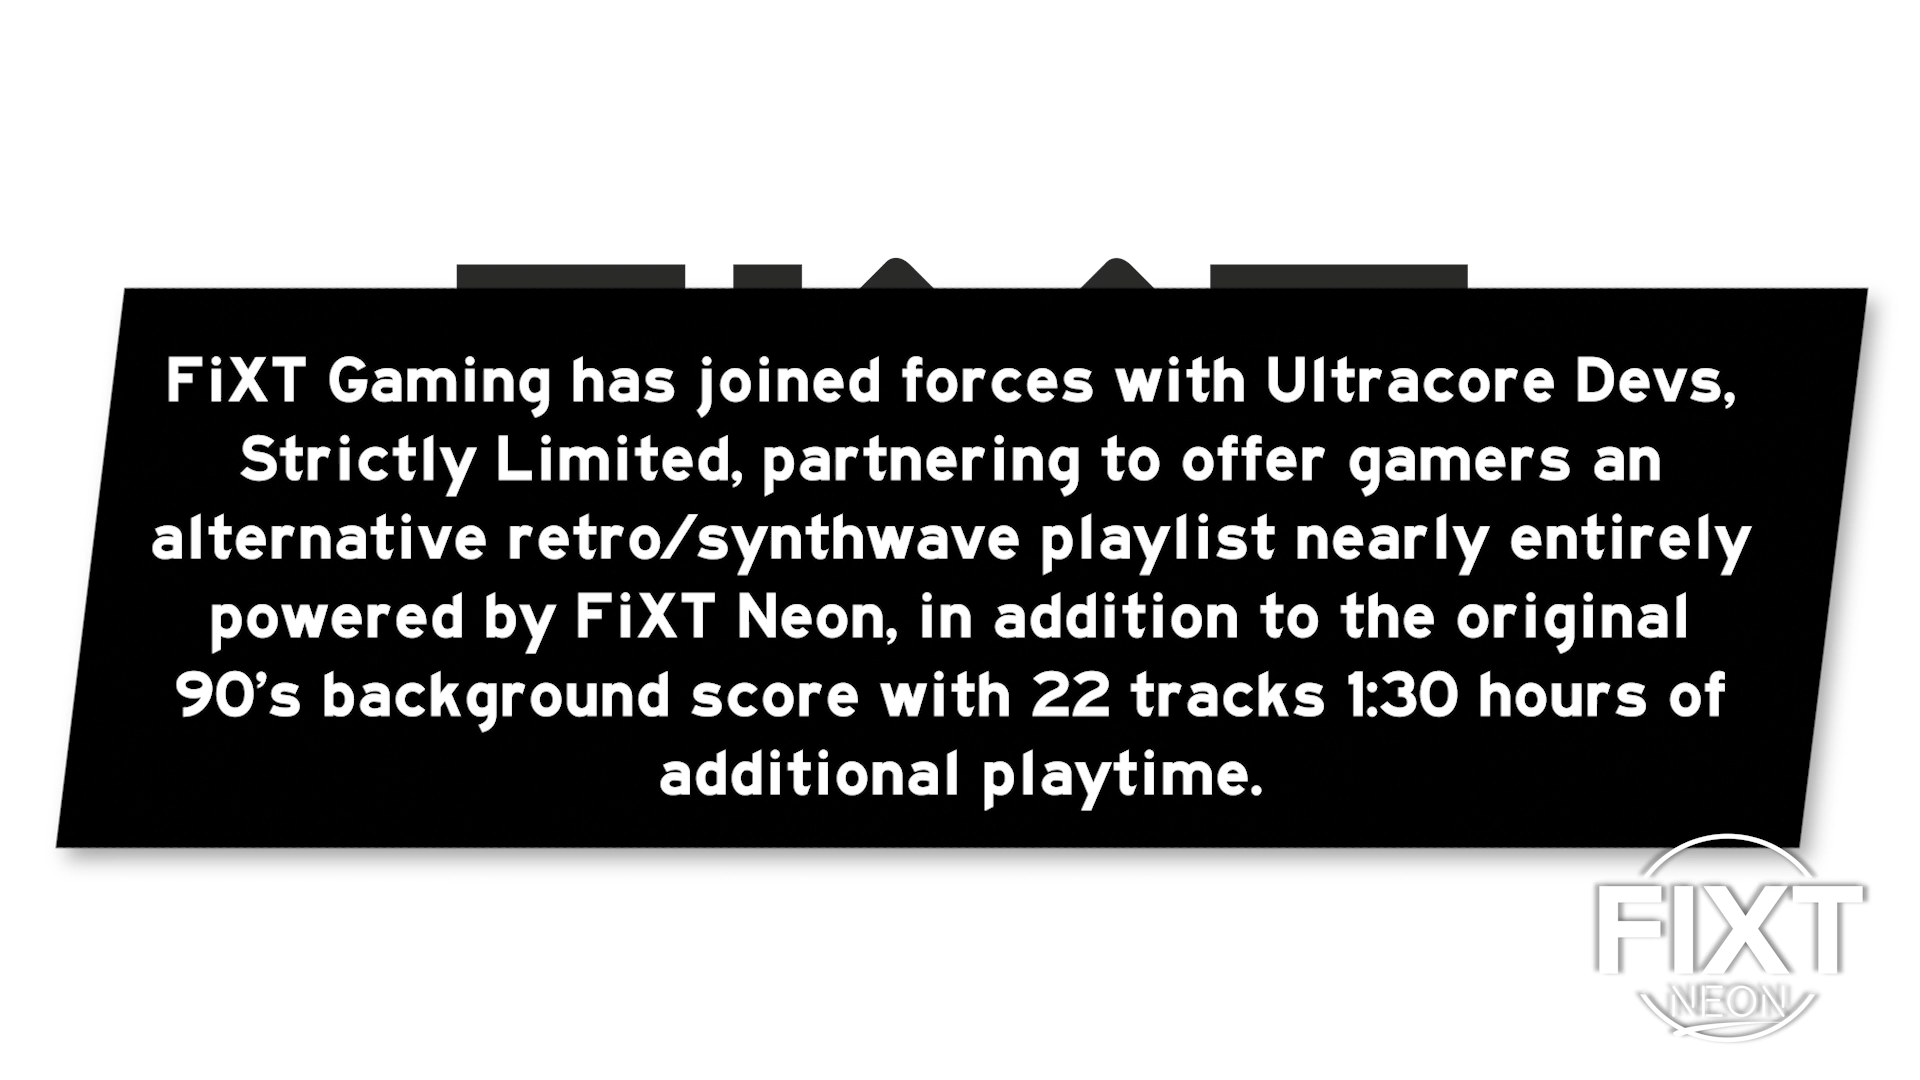 FiXT Gaming has joined forces with Ultracore Devs,
Strictly Limited, partnering to offer gamers an
alternative retro/synthwave playlist nearly entirely
powered by FiXT Neon, in addition to the original
90's background score with 22 tracks 1:30 hours of
additional playtime.
FIXT
NEON